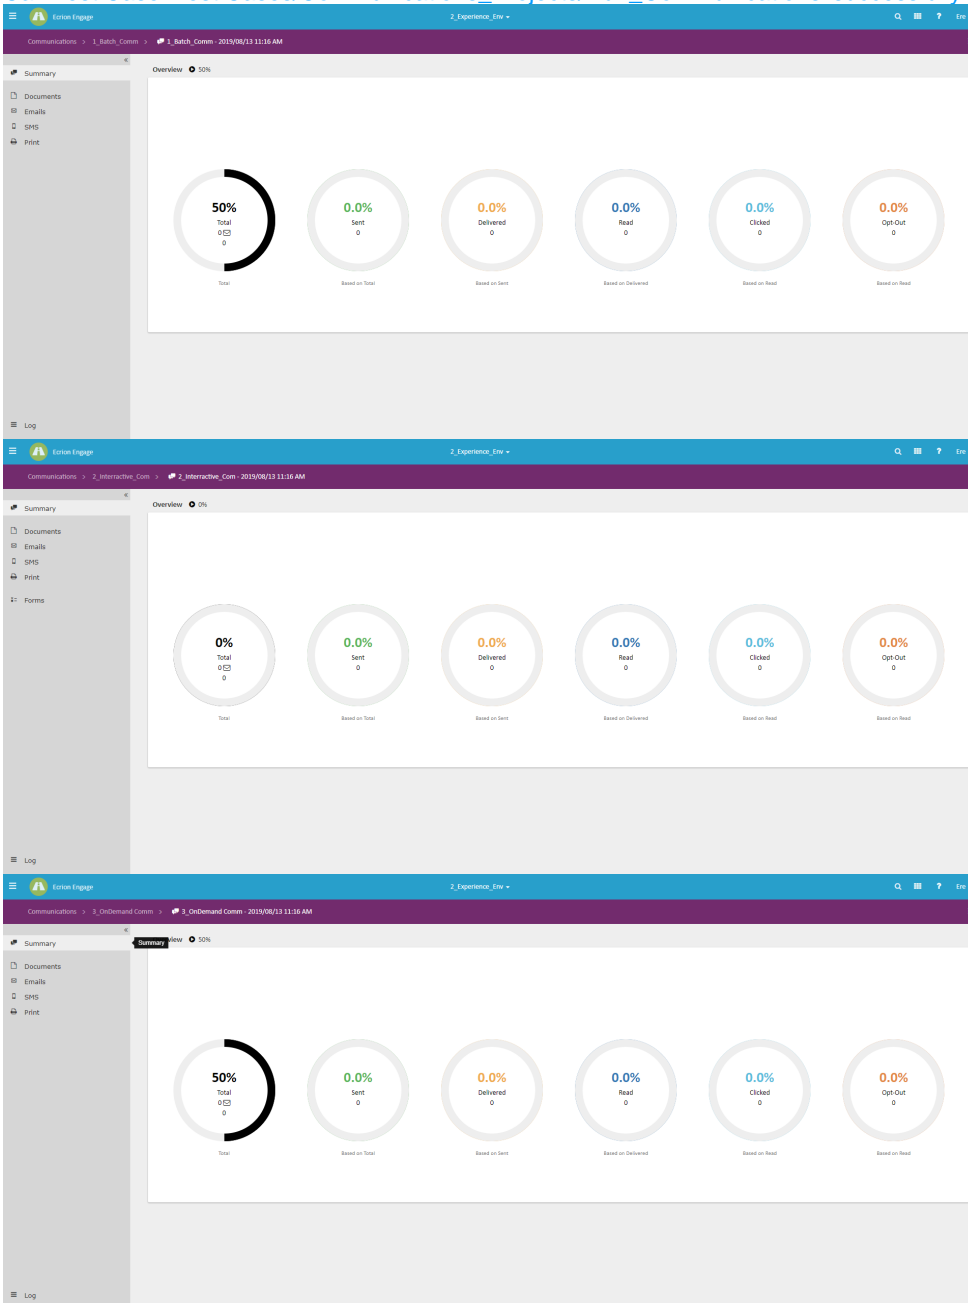 Ecrion Engage 2_Experience_Env ? Ere
Communications > 1_Batch_Comm > 1_Batch_Comm - 2019/08/13 11:16 AM
«
Summary
Overview 50%
Documents
Emails
SMS
Print
50% 0.0% 0.0% 0.0% 0.0% 0.0%
Total Sent Delivered Read Clicked Opt-Out
0 0 0 0 0 0
0
Total Based on Total Based on Sent Based on Delivered Based on Read Based on Read
Log
Ecrion Engage 2_Experience_Env ? Ere
Communications > 2_Interractive_Com > 2_Interractive_Com - 2019/08/13 11:16 AM
«
Summary
Overview 0%
Documents
Emails
SMS
Print
Forms
0% 0.0% 0.0% 0.0% 0.0% 0.0%
Total Sent Delivered Read Clicked Opt-Out
0 0 0 0 0 0
0
Total Based on Total Based on Sent Based on Delivered Based on Read Based on Read
Log
Ecrion Engage 2_Experience_Env ? Ere
Communications > 3_OnDemand Comm > 3_OnDemand Comm - 2019/08/13 11:16 AM
«
Summary
Summary view 50%
Documents
Emails
SMS
Print
50% 0.0% 0.0% 0.0% 0.0% 0.0%
Total Sent Delivered Read Clicked Opt-Out
0 0 0 0 0 0
0
Total Based on Total Based on Sent Based on Delivered Based on Read Based on Read
Log